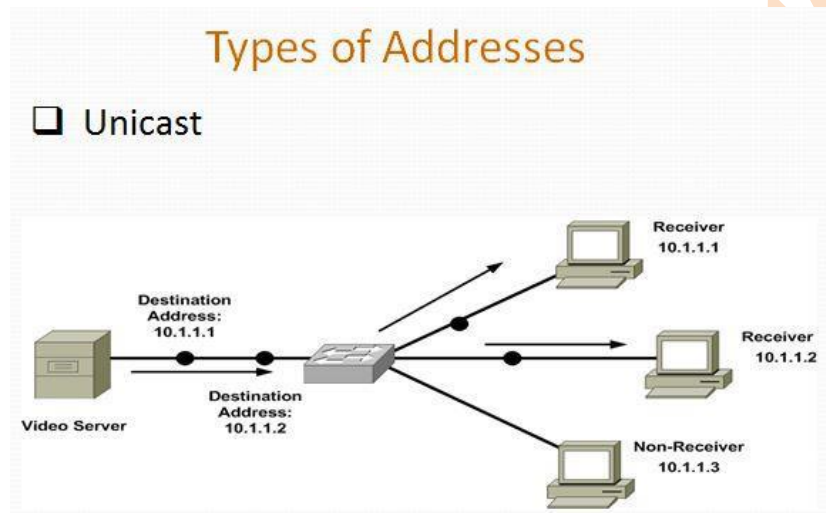 Types of Addresses
Unicast
Receiver
10.1.1.1
Destination
Address:
10.1.1.1
Receiver
10.1.1.2
Destination
Address:
10.1.1.2
Video Server
Non-Receiver
10.1.1.3